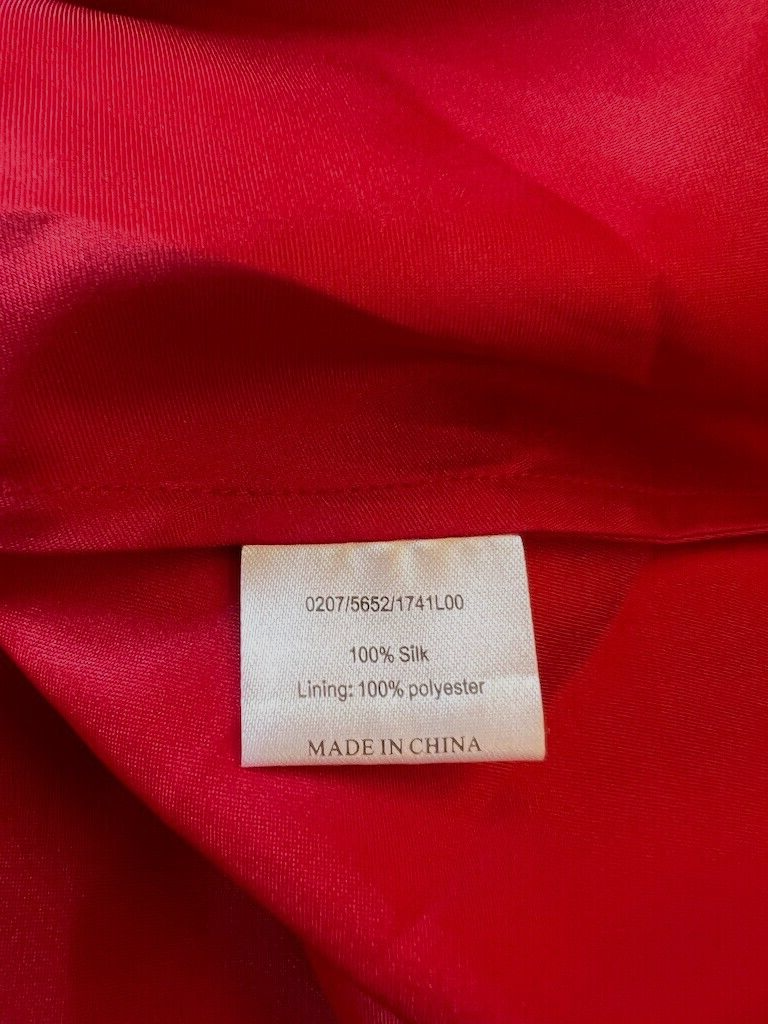 0207/5652/1741L00
100% Silk
Lining: 100% polyester
MADE IN CHINA